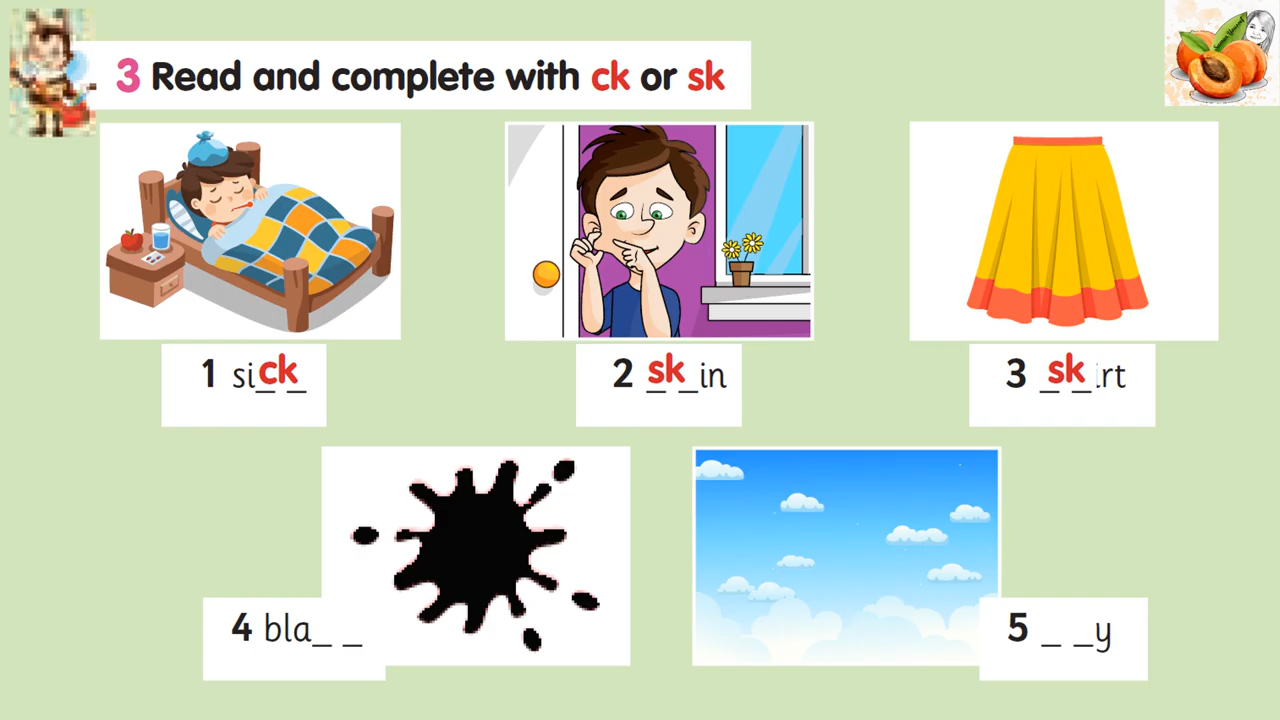 3 Read and complete with ck or sk
1 sick
2 skin
3 skirt
4 bla_ _
5 _ _y